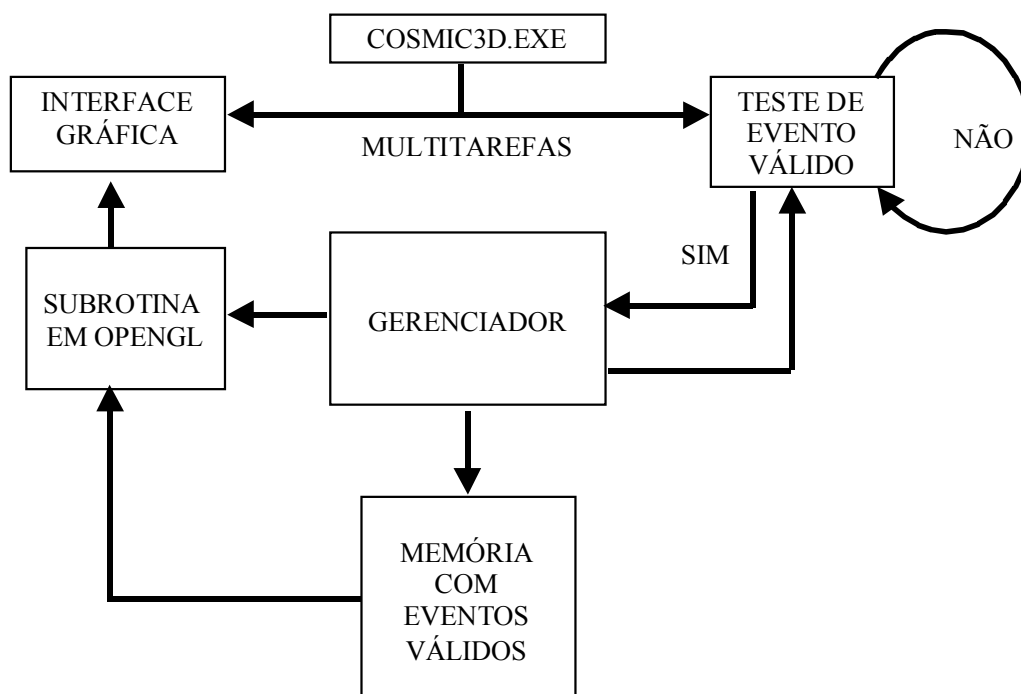 COSMIC3D.EXE
INTERFACE
GRÁFICA
MULTITAREFAS
TESTE DE
EVENTO
VÁLIDO
NÃO
SIM
SUBROTINA
EM OPENGL
GERENCIADOR
MEMÓRIA
COM
EVENTOS
VÁLIDOS